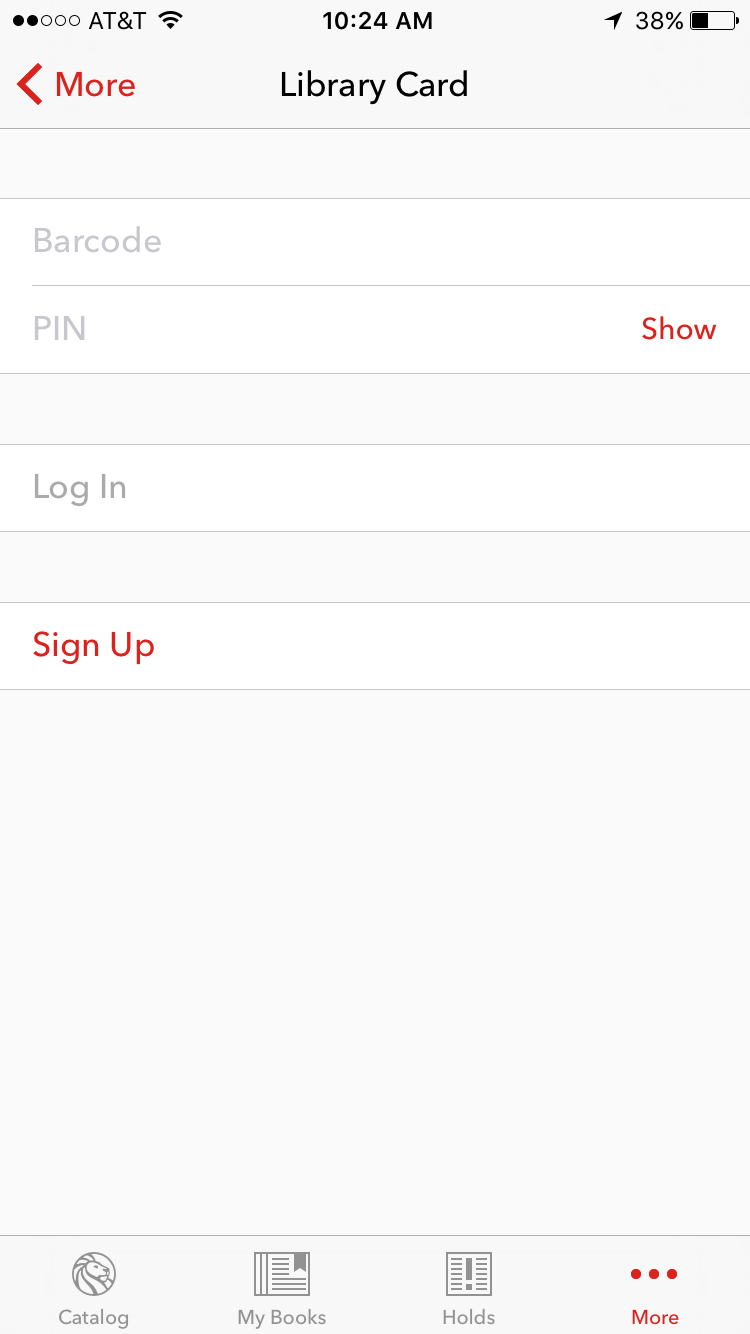 AT&T 10:24 AM 38%
More Library Card
Barcode
PIN Show
Log In
Sign Up
Catalog My Books Holds More